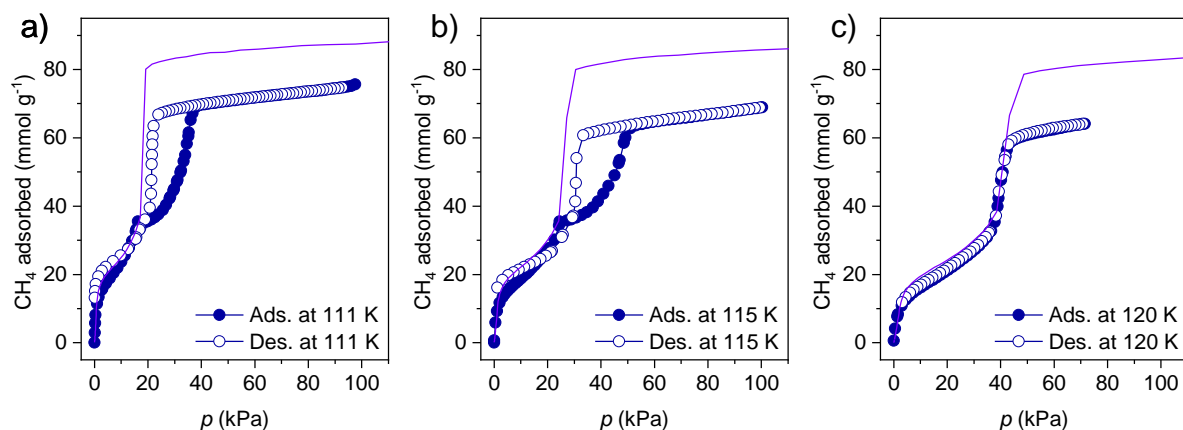 a)
CH4 adsorbed (mmol g-1)
80
60
40
20
0
Ads. at 111 K
Des. at 111 K
0 20 40 60 80 100
p (kPa)
b)
CH4 adsorbed (mmol g-1)
80
60
40
20
0
Ads. at 115 K
Des. at 115 K
0 20 40 60 80 100
p (kPa)
c)
CH4 adsorbed (mmol g-1)
80
60
40
20
0
Ads. at 120 K
Des. at 120 K
0 20 40 60 80 100
p (kPa)